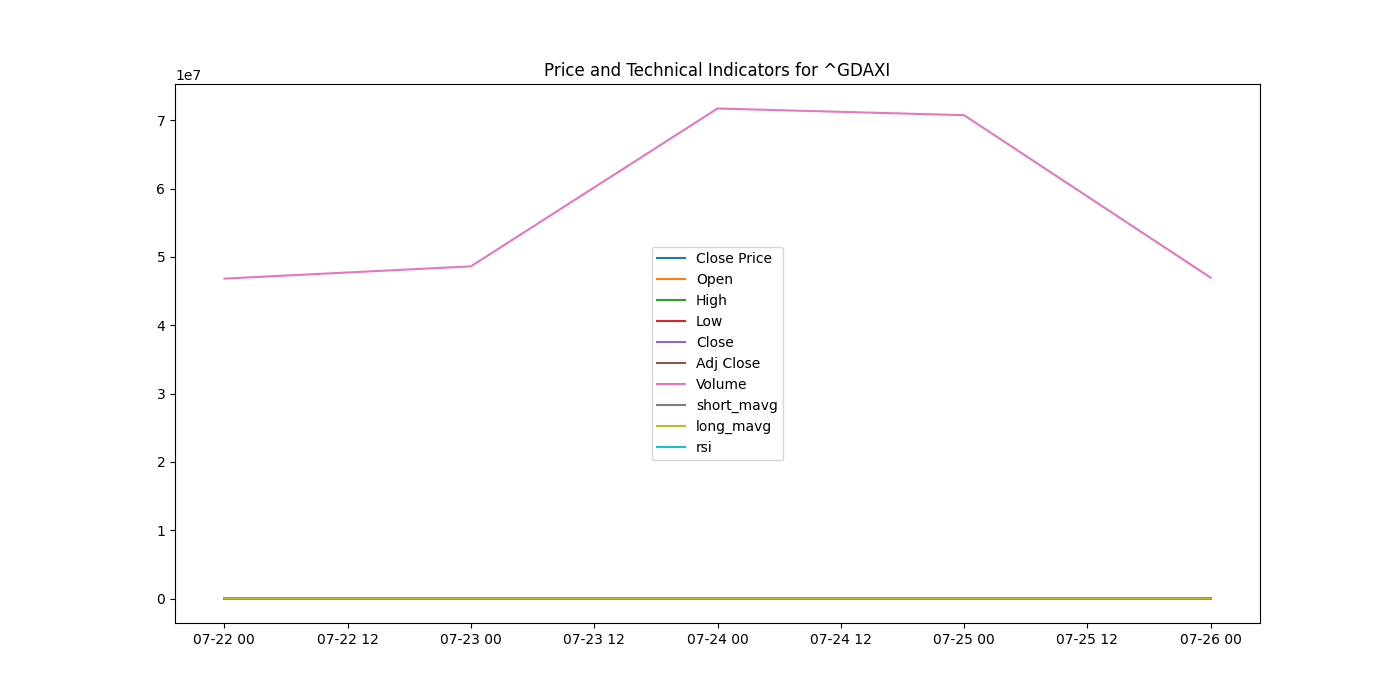 Price and Technical Indicators for ^GDAXI
1e7
7
6
5
4
3
2
1
0
Close Price
Open
High
Low
Close
Adj Close
Volume
short_mavg
long_mavg
rsi
07-22 00 07-22 12 07-23 00 07-23 12 07-24 00 07-24 12 07-25 00 07-25 12 07-26 00